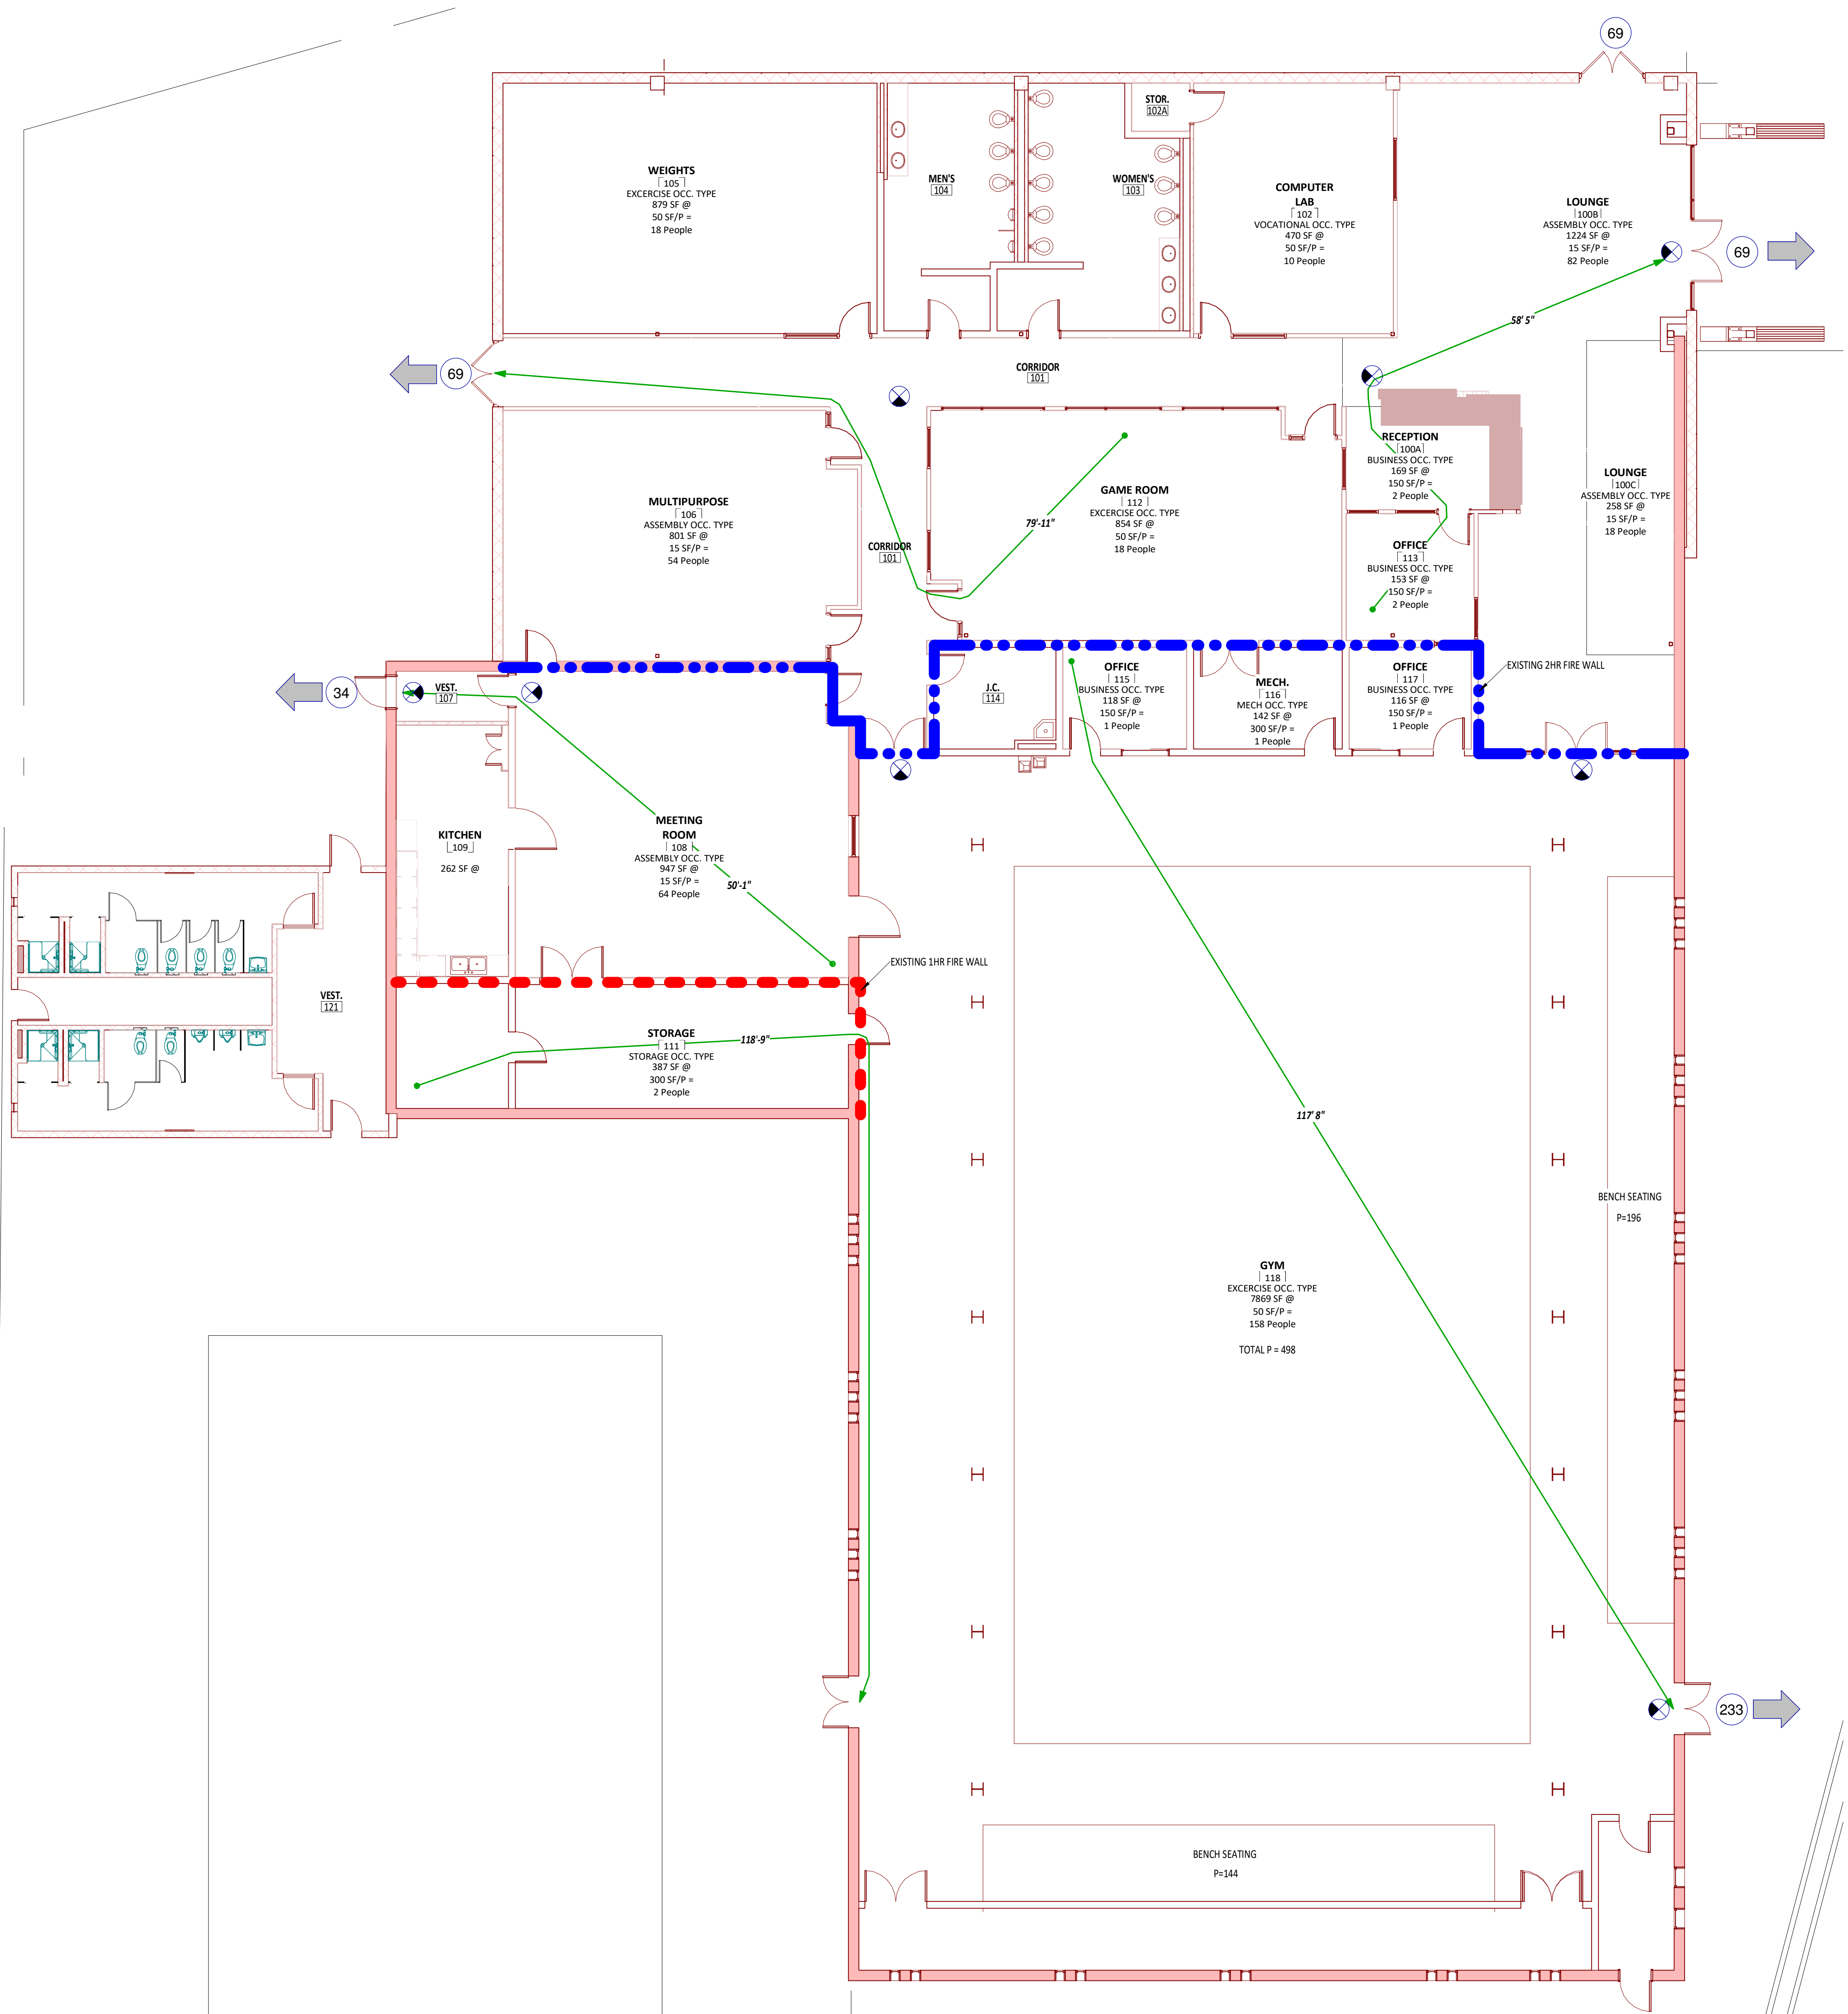 69
WEIGHTS
105
EXCERCISE OCC. TYPE
879 SF @
50 SF/P =
18 People
MEN'S
104
WOMEN'S
103
STOR.
102A
COMPUTER
LAB
102
VOCATIONAL OCC. TYPE
470 SF @
50 SF/P =
10 People
LOUNGE
100B
ASSEMBLY OCC. TYPE
1224 SF @
15 SF/P =
82 People
69
58' 5"
69
CORRIDOR
101
MULTIPURPOSE
106
ASSEMBLY OCC. TYPE
801 SF @
15 SF/P =
54 People
CORRIDOR
101
79'-11"
GAME ROOM
112
EXCERCISE OCC. TYPE
854 SF @
50 SF/P =
18 People
RECEPTION
100A
BUSINESS OCC. TYPE
169 SF @
150 SF/P =
2 People
LOUNGE
100C
ASSEMBLY OCC. TYPE
258 SF @
15 SF/P =
18 People
OFFICE
113
BUSINESS OCC. TYPE
153 SF @
150 SF/P =
2 People
34
VEST.
107
J.C.
114
OFFICE
115
BUSINESS OCC. TYPE
118 SF @
150 SF/P =
1 People
MECH.
116
MECH OCC. TYPE
142 SF @
300 SF/P =
1 People
OFFICE
117
BUSINESS OCC. TYPE
116 SF @
150 SF/P =
1 People
EXISTING 2HR FIRE WALL
KITCHEN
109
262 SF @
MEETING
ROOM
108
ASSEMBLY OCC. TYPE
947 SF @
15 SF/P =
64 People
50'-1"
EXISTING 1HR FIRE WALL
VEST.
121
STORAGE
111
STORAGE OCC. TYPE
387 SF @
300 SF/P =
2 People
118'-9"
117' 8"
BENCH SEATING
P=196
GYM
118
EXCERCISE OCC. TYPE
7869 SF @
50 SF/P =
158 People
TOTAL P = 498
233
BENCH SEATING
P=144